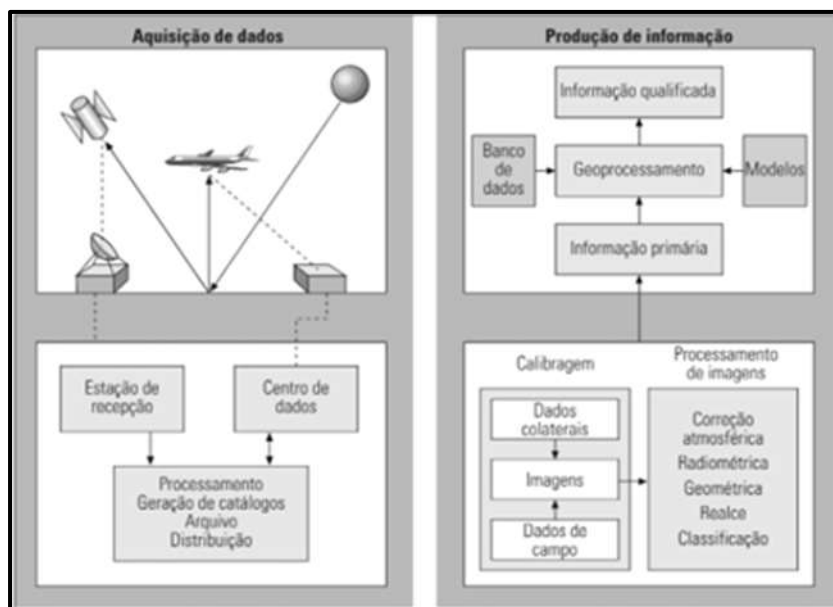 Aquisição de dados
Estação de
recepção
Centro de
dados
Processamento
Geração de catálogos
Arquivo
Distribuição
Produção de informação
Informação qualificada
Banco
de
dados
Geoprocessamento
Modelos
Informação primária
Calibragem
Processamento
de imagens
Dados
colaterais
Imagens
Dados de
campo
Correção
atmosférica
Radiométrica
Geométrica
Realce
Classificação